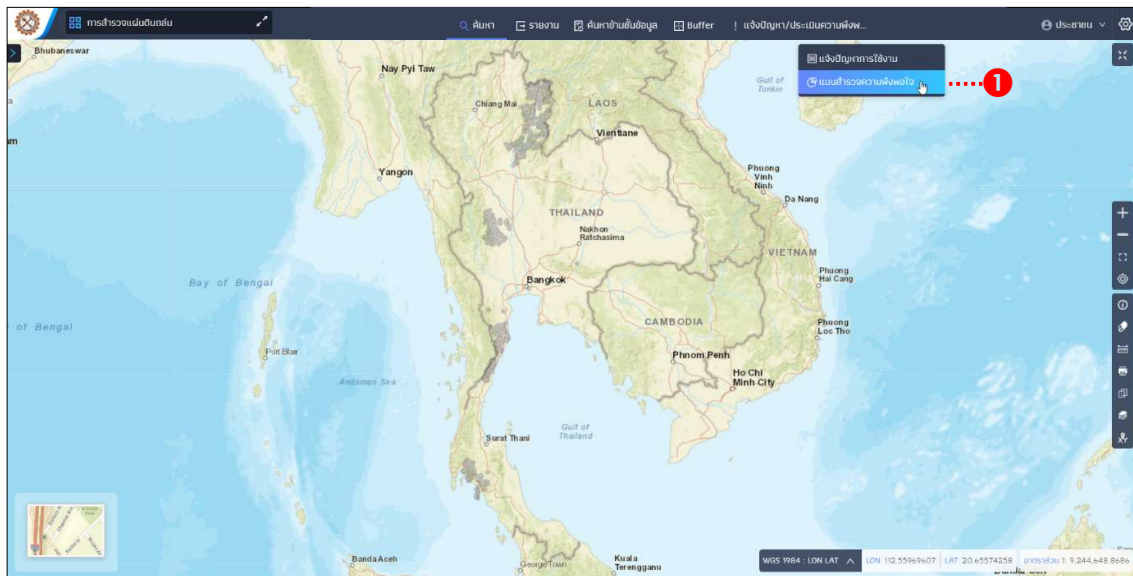 การสำรวจแผ่นดินถล่ม
ค้นหา
รายงาน
ค้นหาข้ามชั้นข้อมูล
Buffer
! แจ้งปัญหา/ประเมินความพึงพ...
ประชาชน
แจ้งปัญหาการใช้งาน
แบบสำรวจความพึงพอใจ
1
Bhubaneswar
Nay Pyi Taw
Gulf of
Tonkin
Chiang Mai
LAOS
Vientiane
Yangon
Phuong
Vinh
Ninh
Da Nang
THAILAND
Nakhon
Ratchasima
VIETNAM
Bay of Bengal
Bangkok
Phuong
Hai Cang
of Bengal
CAMBODIA
Phuong
Loc Tho
Port Blair
Phnom Penh
Andaman Sea
Ho Chi
Minh City
Gulf of
Thailand
Surat Thani
Banda Aceh
GeorgeTown
Kuala
Terengganu
WGS 1984 : LON LAT
LON 112.55969607
LAT 20.65574258
มาตราส่วน 1: 9,244,648.8686